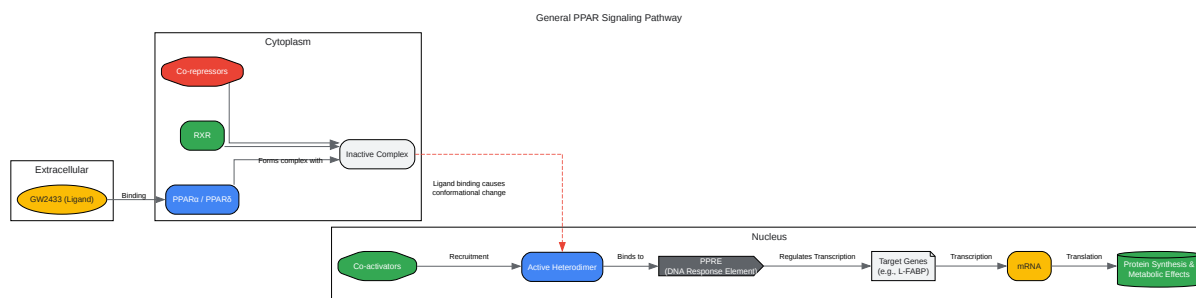 General PPAR Signaling Pathway
Cytoplasm
Co-repressors
RXR
Inactive Complex
Forms complex with
Extracellular
GW2433 (Ligand)
Binding
PPARα / PPARδ
Ligand binding causes
conformational change
Nucleus
Co-activators
Recruitment
Active Heterodimer
Binds to
PPRE
(DNA Response Element)
Regulates Transcription
Target Genes
(e.g., L-FABP)
Transcription
mRNA
Translation
Protein Synthesis &
Metabolic Effects